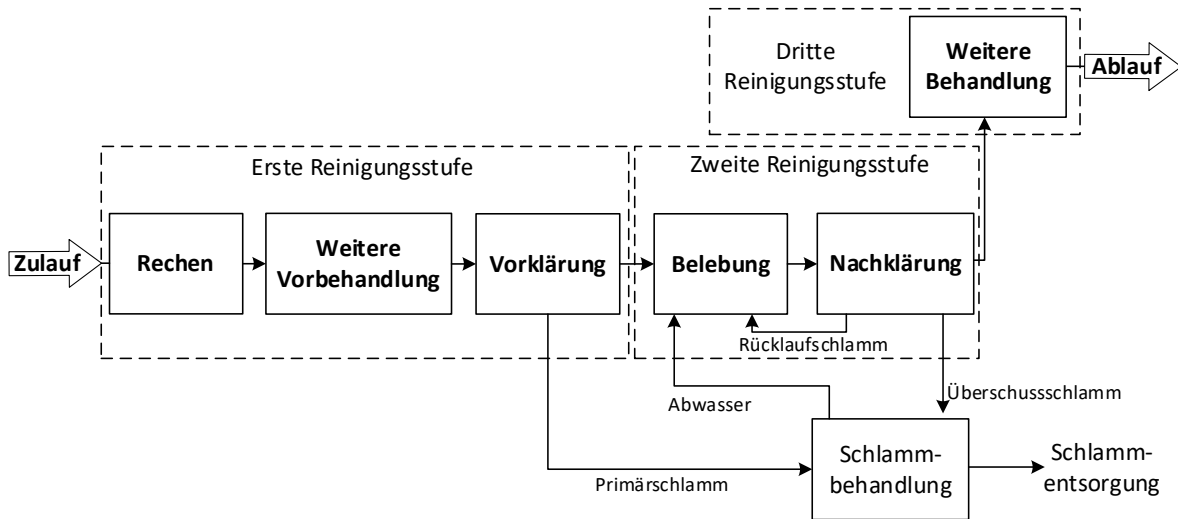 Dritte
Reinigungsstufe
Weitere
Behandlung
Ablauf
Erste Reinigungsstufe
Zweite Reinigungsstufe
Zulauf
Rechen
Weitere
Vorbehandlung
Vorklärung
Belebung
Nachklärung
Rücklaufschlamm
Abwasser
Überschussschlamm
Primärschlamm
Schlamm-
behandlung
Schlamm-
entsorgung